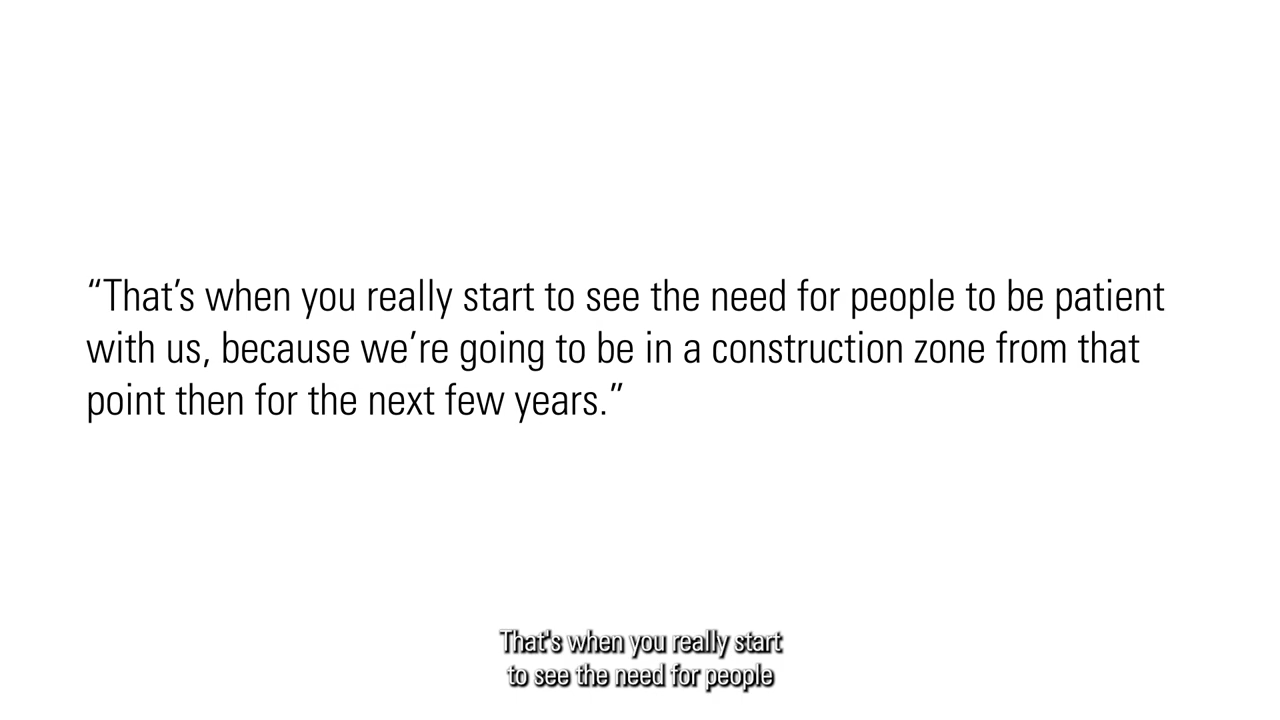 “That’s when you really start to see the need for people to be patient
with us, because we’re going to be in a construction zone from that
point then for the next few years.”
That's when you really start
to see the need for people